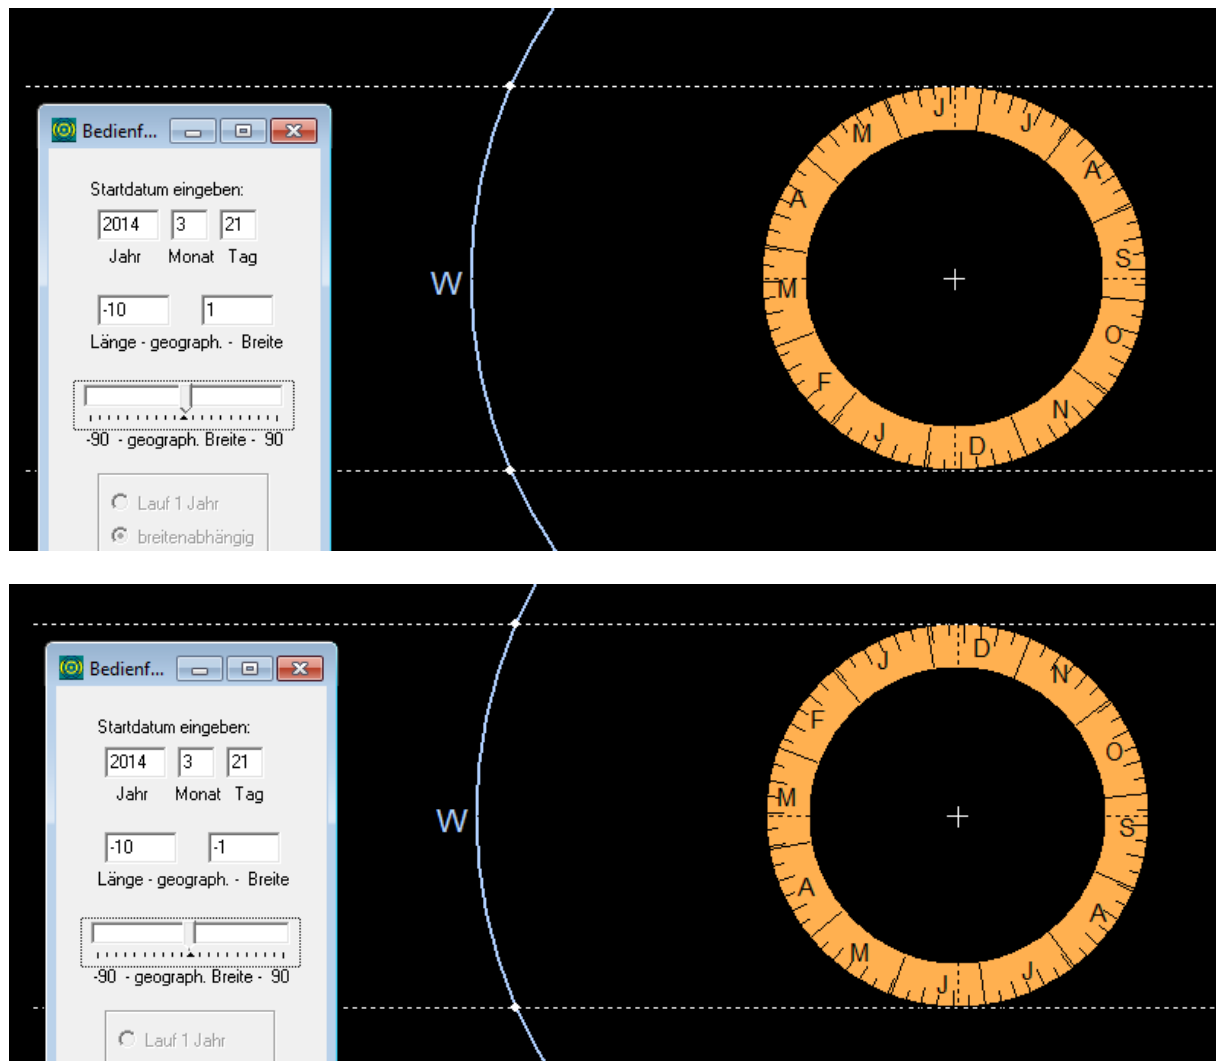 Bedienf...
Startdatum eingeben:
2014 3 21
Jahr Monat Tag
-10 1
Länge - geograph. - Breite
-90 - geograph. Breite - 90
Lauf 1 Jahr
breitenabhängig
W
J J A S O N D J F M A M
Bedienf...
Startdatum eingeben:
2014 3 21
Jahr Monat Tag
-10 -1
Länge - geograph. - Breite
-90 - geograph. Breite - 90
Lauf 1 Jahr
W
D N O S A J J M A M F J